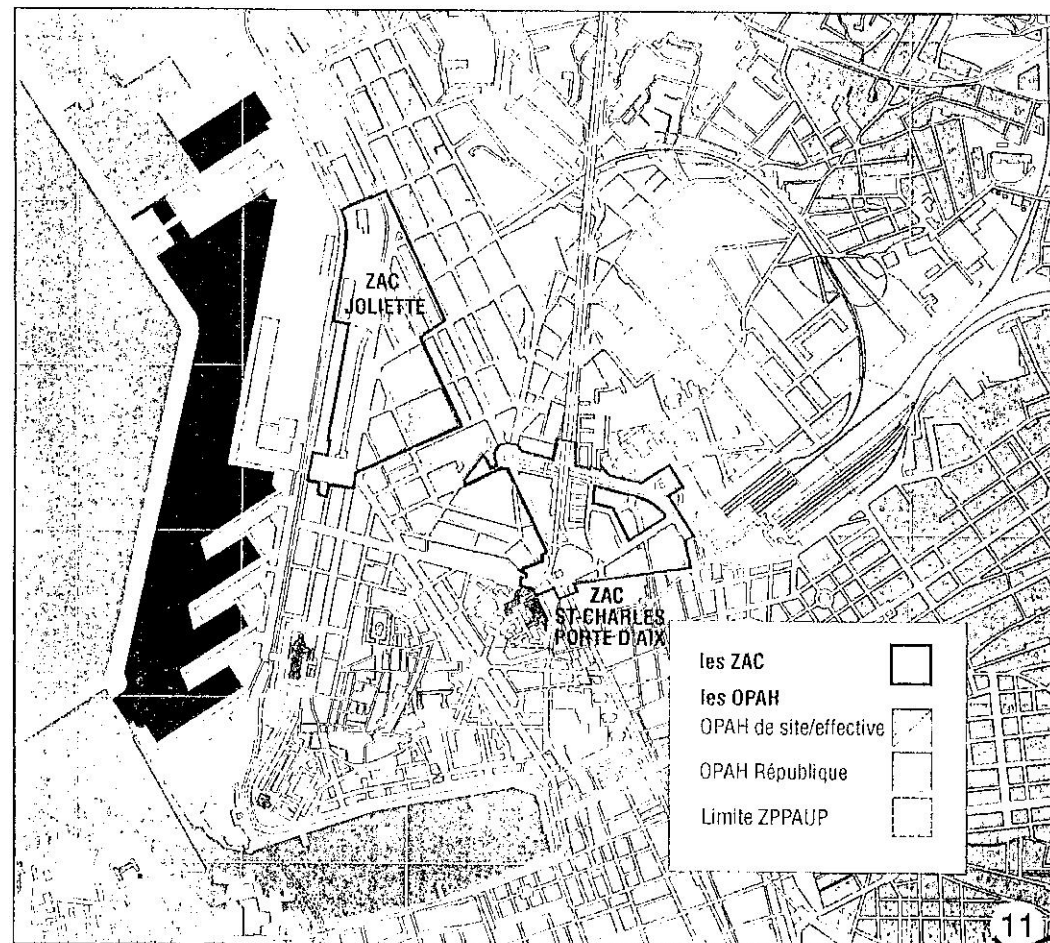 ZAC
JOLIETTE
ZAC
ST-CHARLES
PORTE D'AIX
les ZAC
les OPAH
OPAH de site/effective
OPAH République
Limite ZPPAUP
11